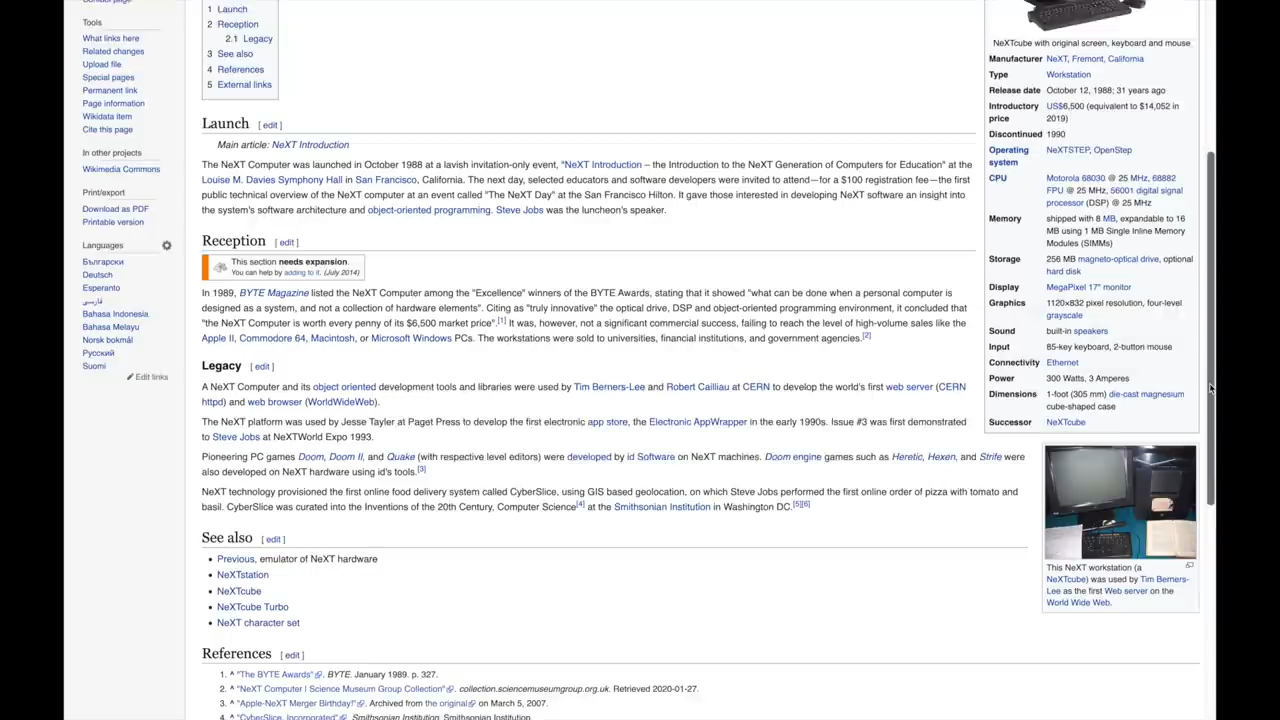 Tools
What links here
Related changes
Upload file
Special pages
Permanent link
Page information
Wikidata item
Cite this page
In other projects
Wikimedia Commons
Print/export
Download as PDF
Printable version
Languages
Български
Deutsch
Esperanto
فارسی
Bahasa Indonesia
Bahasa Melayu
Norsk bokmål
Русский
Suomi
Edit links
1 Launch
2 Reception
2.1 Legacy
3 See also
4 References
5 External links
Launch [ edit ]
Main article: NeXT Introduction
The NeXT Computer was launched in October 1988 at a lavish invitation-only event, "NeXT Introduction – the Introduction to the NeXT Generation of Computers for Education" at the
Louise M. Davies Symphony Hall in San Francisco, California. The next day, selected educators and software developers were invited to attend—for a $100 registration fee—the first
public technical overview of the NeXT computer at an event called "The NeXT Day" at the San Francisco Hilton. It gave those interested in developing NeXT software an insight into
the system's software architecture and object-oriented programming. Steve Jobs was the luncheon's speaker.
Reception [ edit ]
This section needs expansion.
You can help by adding to it. (July 2014)
In 1989, BYTE Magazine listed the NeXT Computer among the "Excellence" winners of the BYTE Awards, stating that it showed "what can be done when a personal computer is
designed as a system, and not a collection of hardware elements". Citing as "truly innovative" the optical drive, DSP and object-oriented programming environment, it concluded that
"the NeXT Computer is worth every penny of its $6,500 market price".[1] It was, however, not a significant commercial success, failing to reach the level of high-volume sales like the
Apple II, Commodore 64, Macintosh, or Microsoft Windows PCs. The workstations were sold to universities, financial institutions, and government agencies.[2]
Legacy [ edit ]
A NeXT Computer and its object oriented development tools and libraries were used by Tim Berners-Lee and Robert Cailliau at CERN to develop the world's first web server (CERN
httpd) and web browser (WorldWideWeb).
The NeXT platform was used by Jesse Taylor at Paget Press to develop the first electronic app store, the Electronic AppWrapper in the early 1990s. Issue #3 was first demonstrated
to Steve Jobs at NeXTWorld Expo 1993.
Pioneering PC games Doom, Doom II, and Quake (with respective level editors) were developed by id Software on NeXT machines. Doom engine games such as Heretic, Hexen, and Strife were
also developed on NeXT hardware using id's tools.[3]
NeXT technology provisioned the first online food delivery system called CyberSlice, using GIS based geolocation, on which Steve Jobs performed the first online order of pizza with tomato and
basil. CyberSlice was curated into the Inventions of the 20th Century, Computer Science[4] at the Smithsonian Institution in Washington DC.[5][6]
See also [ edit ]
• Previous, emulator of NeXT hardware
• NeXTstation
• NeXTcube
• NeXTcube Turbo
• NeXT character set
References [ edit ]
1. ^ "The BYTE Awards". BYTE. January 1989. p. 327.
2. ^ "NeXT Computer | Science Museum Group Collection". collection.sciencemuseumgroup.org.uk. Retrieved 2020-01-27.
3. ^ "Apple-NeXT Merger Birthday!". Archived from the original on March 5, 2007.
4. ^ "CyberSlice, Incorporated". Smithsonian Institution. Smithsonian Institution.
NeXTcube with original screen, keyboard and mouse
Manufacturer NeXT, Fremont, California
Type Workstation
Release date October 12, 1988; 31 years ago
Introductory US$6,500 (equivalent to $14,052 in
price 2019)
Discontinued 1990
Operating NeXTSTEP, OpenStep
system
CPU Motorola 68030 @ 25 MHz, 68882
FPU @ 25 MHz, 56001 digital signal
processor (DSP) @ 25 MHz
Memory shipped with 8 MB, expandable to 16
MB using 1 MB Single Inline Memory
Modules (SIMMs)
Storage 256 MB magneto-optical drive, optional
hard disk
Display MegaPixel 17" monitor
Graphics 1120×832 pixel resolution, four-level
grayscale
Sound built-in speakers
Input 85-key keyboard, 2-button mouse
Connectivity Ethernet
Power 300 Watts, 3 Amperes
Dimensions 1-foot (305 mm) die-cast magnesium
cube-shaped case
Successor NeXTcube
This NeXT workstation (a
NeXTcube) was used by Tim Berners-
Lee as the first Web server on the
World Wide Web.